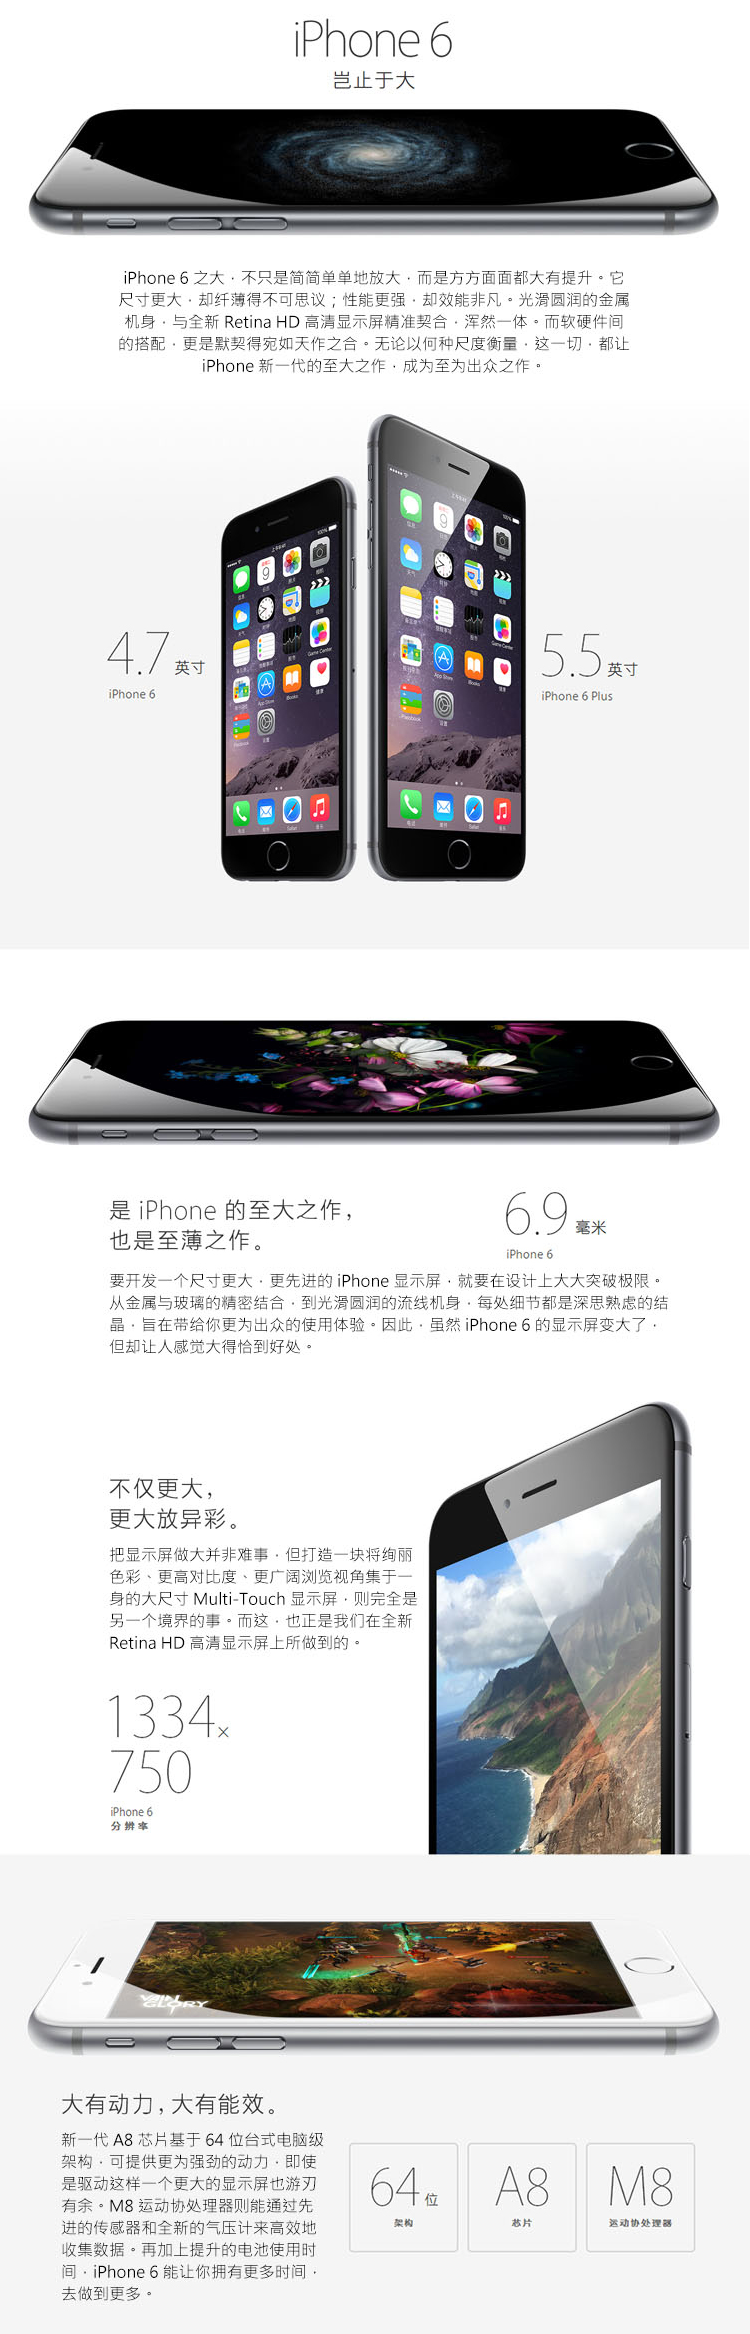 iPhone 6
岂止于大
iPhone 6 之大，不只是简简单单地放大，而是方方面面都大有提升。它
尺寸更大，却纤薄得不可思议；性能更强，却效能非凡。光滑圆润的金属
机身，与全新 Retina HD 高清显示屏精准契合，浑然一体。而软硬件间
的搭配，更是默契得宛如天作之合。无论以何种尺度衡量，这一切，都让
iPhone 新一代的至大之作，成为至为出众之作。
4.7 英寸
iPhone 6
5.5 英寸
iPhone 6 Plus
是 iPhone 的至大之作，
也是至薄之作。
6.9 毫米
iPhone 6
要开发一个尺寸更大，更先进的 iPhone 显示屏，就要在设计上大大突破极限。
从金属与玻璃的精密结合，到光滑圆润的流线机身，每处细节都是深思熟虑的结
晶，旨在带给你更为出众的使用体验。因此，虽然 iPhone 6 的显示屏变大了，
但却让人感觉大得恰到好处。
不仅更大，
更大放异彩。
把显示屏做大并非难事，但打造一块将绚丽
色彩、更高对比度、更广阔浏览视角集于一
身的大尺寸 Multi-Touch 显示屏，则完全是
另一个境界的事。而这，也正是我们在全新
Retina HD 高清显示屏上所做到的。
1334 ×
750
iPhone 6
分辨率
VAIN
GLORY
大有动力，大有能效。
新一代 A8 芯片基于 64 位台式电脑级
架构，可提供更为强劲的动力，即使
是驱动这样一个更大的显示屏也游刃
有余。M8 运动协处理器则能通过先
进的传感器和全新的气压计来高效地
收集数据。再加上提升的电池使用时
间，iPhone 6 能让你拥有更多时间，
去做到更多。
64 位
架构
A8
芯片
M8
运动协处理器